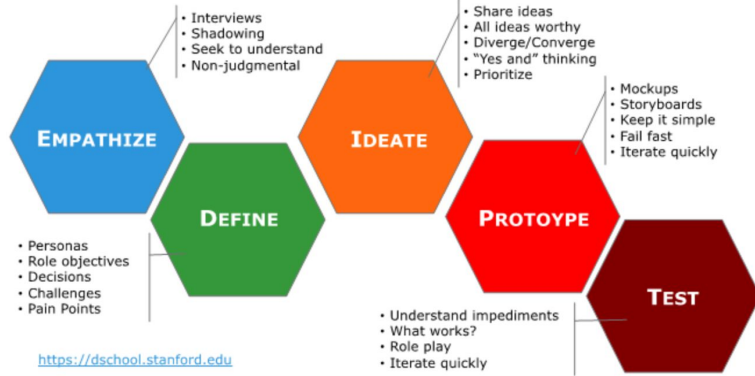 • Interviews
• Shadowing
• Seek to understand
• Non-judgmental
EMPATHIZE
• Personas
• Role objectives
• Decisions
• Challenges
• Pain Points
DEFINE
• Share ideas
• All ideas worthy
• Diverge/Converge
• “Yes and” thinking
• Prioritize
IDEATE
• Mockups
• Storyboards
• Keep it simple
• Fail fast
• Iterate quickly
PROTOYPE
• Understand impediments
• What works?
• Role play
• Iterate quickly
TEST
https://dschool.stanford.edu